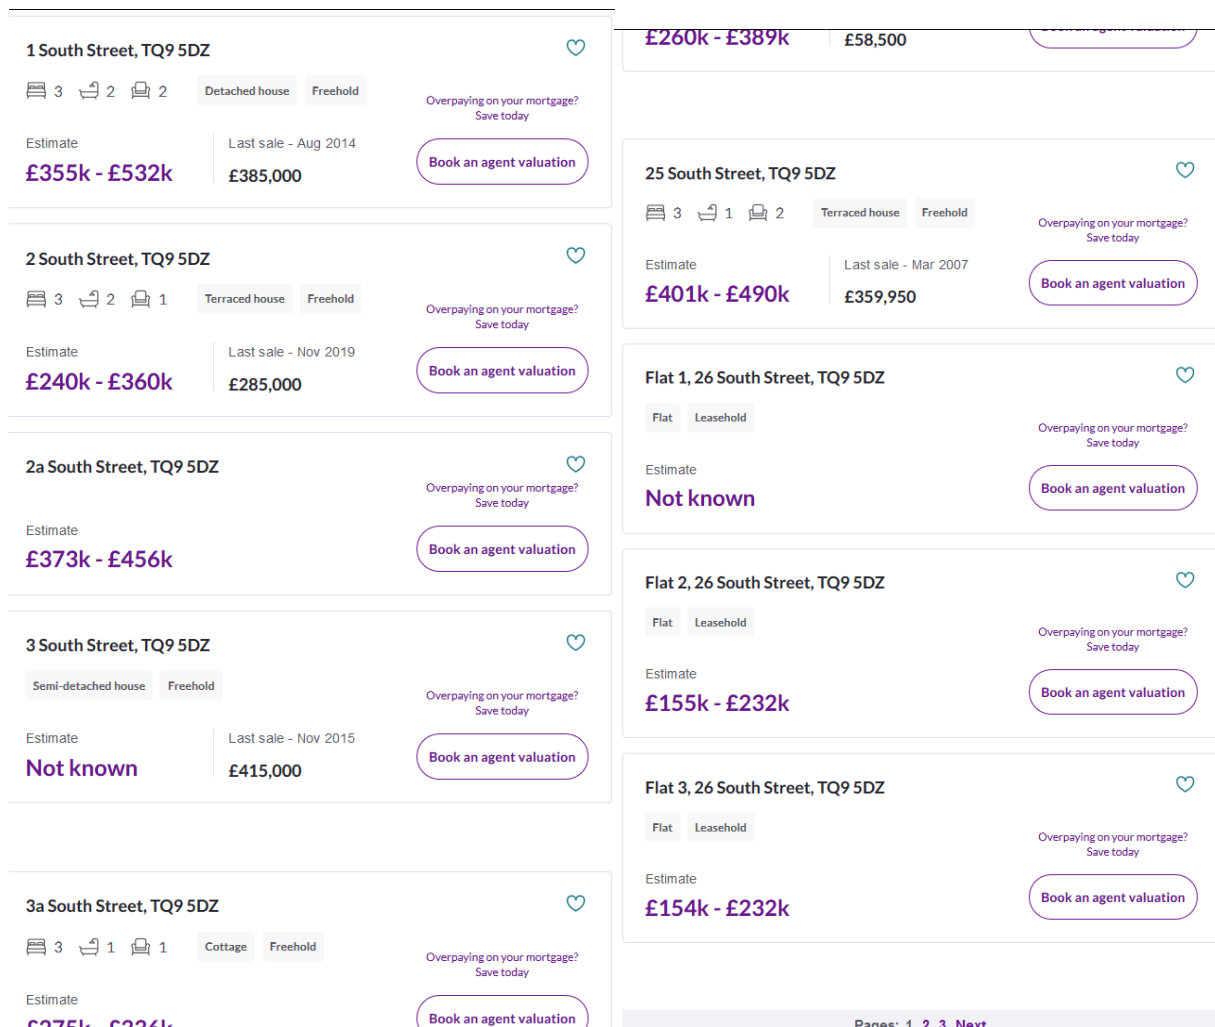 1 South Street, TQ9 5DZ
3 2 2 Detached house Freehold
Overpaying on your mortgage?
Save today
Estimate
£355k - £532k
Last sale - Aug 2014
£385,000
Book an agent valuation
2 South Street, TQ9 5DZ
3 2 1 Terraced house Freehold
Overpaying on your mortgage?
Save today
Estimate
£240k - £360k
Last sale - Nov 2019
£285,000
Book an agent valuation
2a South Street, TQ9 5DZ
Overpaying on your mortgage?
Save today
Estimate
£373k - £456k
Book an agent valuation
3 South Street, TQ9 5DZ
Semi-detached house Freehold
Overpaying on your mortgage?
Save today
Estimate
Not known
Last sale - Nov 2015
£415,000
Book an agent valuation
3a South Street, TQ9 5DZ
3 1 1 Cottage Freehold
Overpaying on your mortgage?
Save today
Estimate
Book an agent valuation
£260k - £389k
£58,500
Book an agent valuation
25 South Street, TQ9 5DZ
3 1 2 Terraced house Freehold
Overpaying on your mortgage?
Save today
Estimate
£401k - £490k
Last sale - Mar 2007
£359,950
Book an agent valuation
Flat 1, 26 South Street, TQ9 5DZ
Flat Leasehold
Overpaying on your mortgage?
Save today
Estimate
Not known
Book an agent valuation
Flat 2, 26 South Street, TQ9 5DZ
Flat Leasehold
Overpaying on your mortgage?
Save today
Estimate
£155k - £232k
Book an agent valuation
Flat 3, 26 South Street, TQ9 5DZ
Flat Leasehold
Overpaying on your mortgage?
Save today
Estimate
£154k - £232k
Book an agent valuation
Pages: 1 2 3 Next